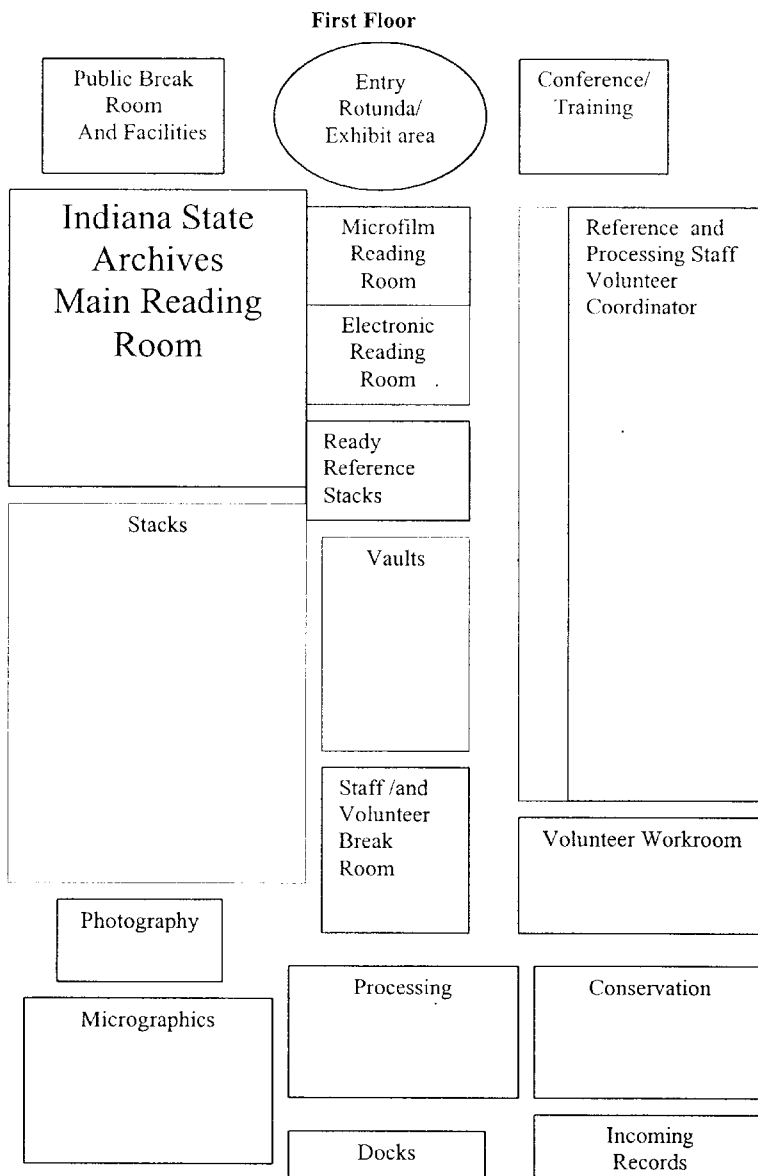 First Floor
Public Break
Room
And Facilities
Entry
Rotunda/
Exhibit area
Conference/
Training
Indiana State
Archives
Main Reading
Room
Microfilm
Reading
Room
Electronic
Reading
Room
Reference and
Processing Staff
Volunteer
Coordinator
Ready
Reference
Stacks
Stacks
Vaults
Staff /and
Volunteer
Break
Room
Volunteer Workroom
Photography
Processing
Conservation
Micrographics
Docks
Incoming
Records